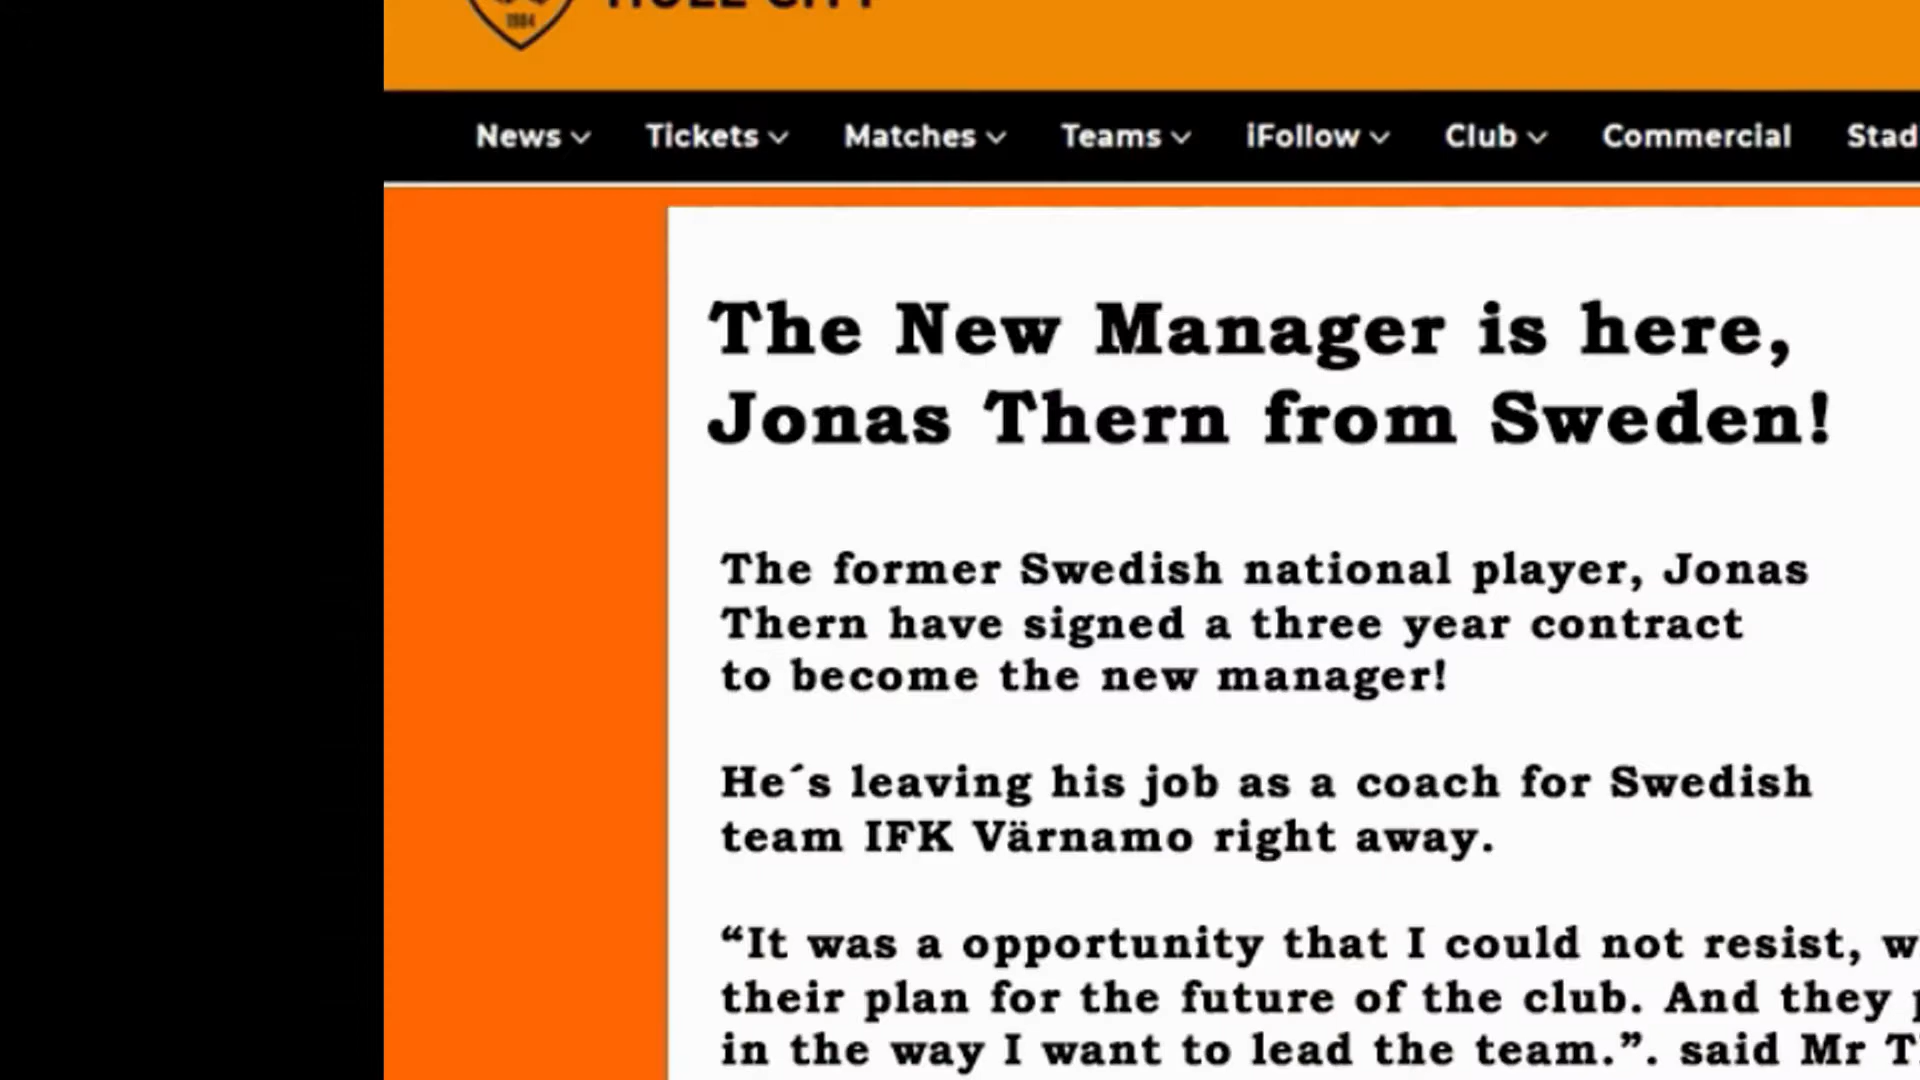 HULL CITY
1904
News Tickets Matches Teams iFollow Club Commercial
The New Manager is here,
Jonas Thern from Sweden!
The former Swedish national player, Jonas
Thern have signed a three year contract
to become the new manager!
He´s leaving his job as a coach for Swedish
team IFK Värnamo right away.
“It was a opportunity that I could not resist,
their plan for the future of the club. And they
in the way I want to lead the team.”. said Mr